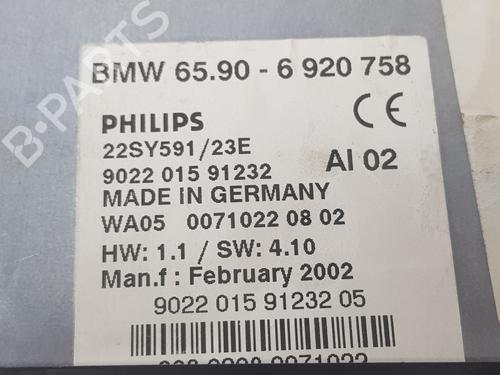 BMW 65.90 - 6 920 758
PHILIPS
CE
22SY591/23E
9022 015 91232
AI 02
MADE IN GERMANY
WA05 0071022 08 02
HW: 1.1 / SW: 4.10
Man.f : February 2002
9022 015 91232 05
B-PARTS